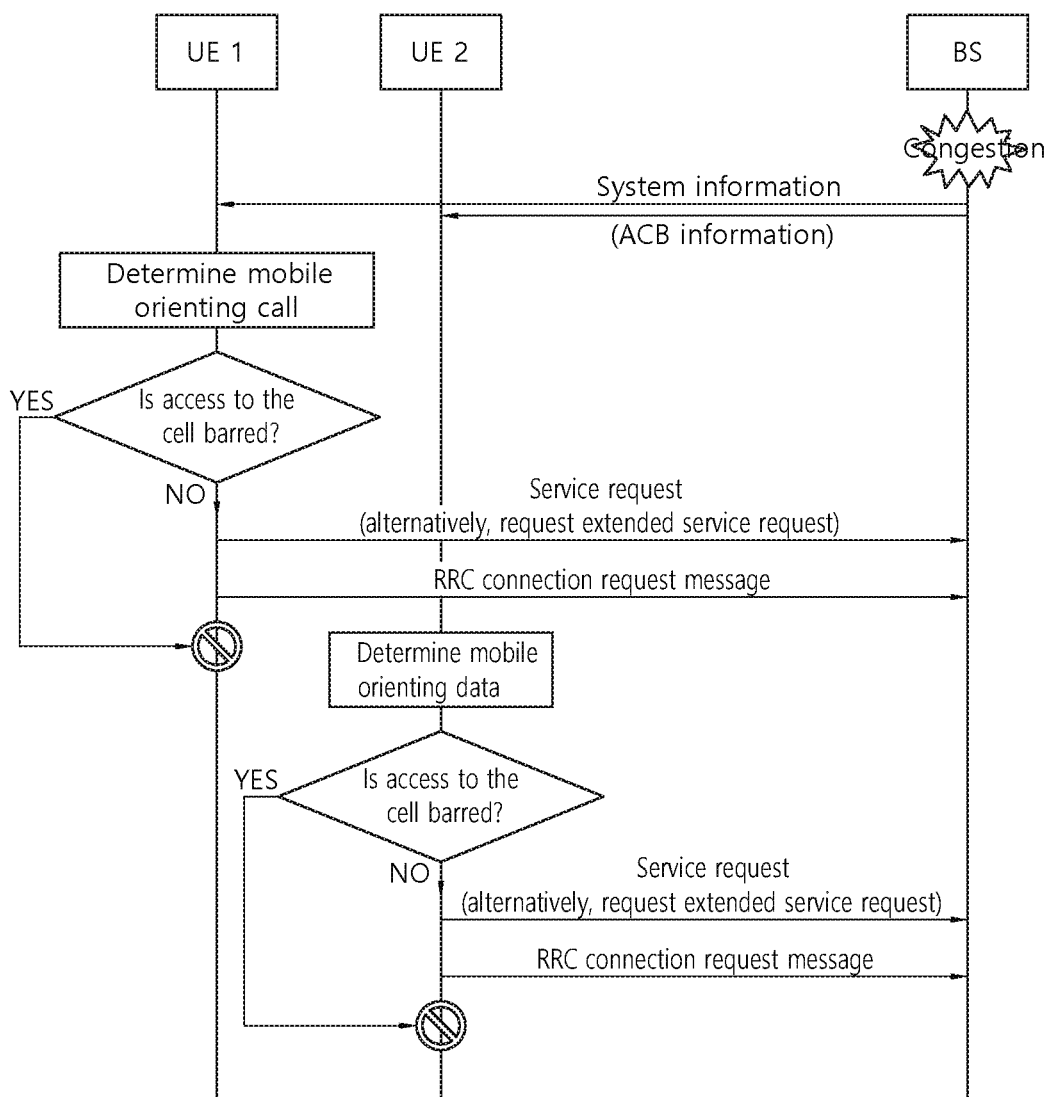 UE 1
UE 2
BS
Congestion
System information
(ACB information)
Determine mobile
orienting call
YES
Is access to the
cell barred?
NO
Service request
(alternatively, request extended service request)
RRC connection request message
Determine mobile
orienting data
YES
Is access to the
cell barred?
NO
Service request
(alternatively, request extended service request)
RRC connection request message